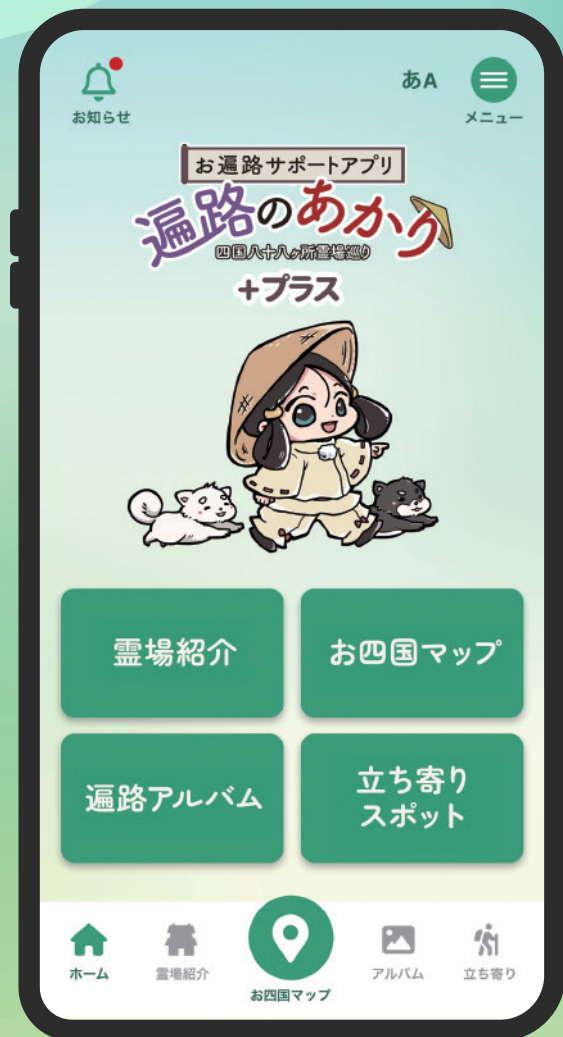 お知らせ
あA
メニュー
お遍路サポートアプリ
遍路のあかり
四国八十八ヶ所霊場巡り
+プラス
霊場紹介
お四国マップ
遍路アルバム
立ち寄り
スポット
ホーム
霊場紹介
お四国マップ
アルバム
立ち寄り